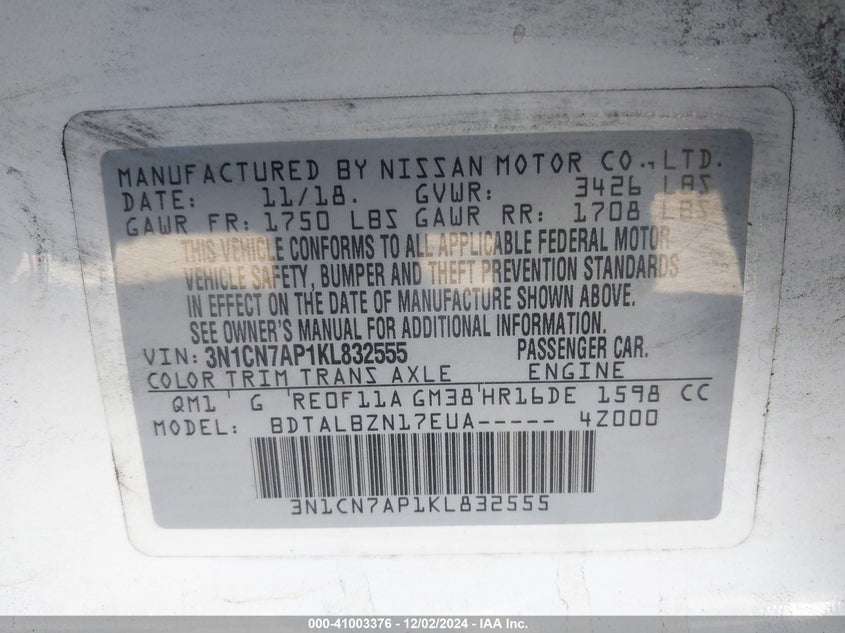 MANUFACTURED BY NISSAN MOTOR CO.,LTD.
DATE: 11/18. GVWR: 3426 LBS
GAWR FR: 1750 LBS GAWR RR: 1708 LBS
THIS VEHICLE CONFORMS TO ALL APPLICABLE FEDERAL MOTOR
VEHICLE SAFETY, BUMPER AND THEFT PREVENTION STANDARDS
IN EFFECT ON THE DATE OF MANUFACTURE SHOWN ABOVE.
SEE OWNER'S MANUAL FOR ADDITIONAL INFORMATION.
VIN: 3N1CN7AP1KL832555 PASSENGER CAR.
COLOR TRIM TRANS AXLE ENGINE
QM1 G RE0F11A GM38 HR16DE 1598 CC
MODEL: BDTALBZN17EUA----- 4Z000
3N1CN7AP1KL832555
000-41003376 - 12/02/2024 - IAA Inc.